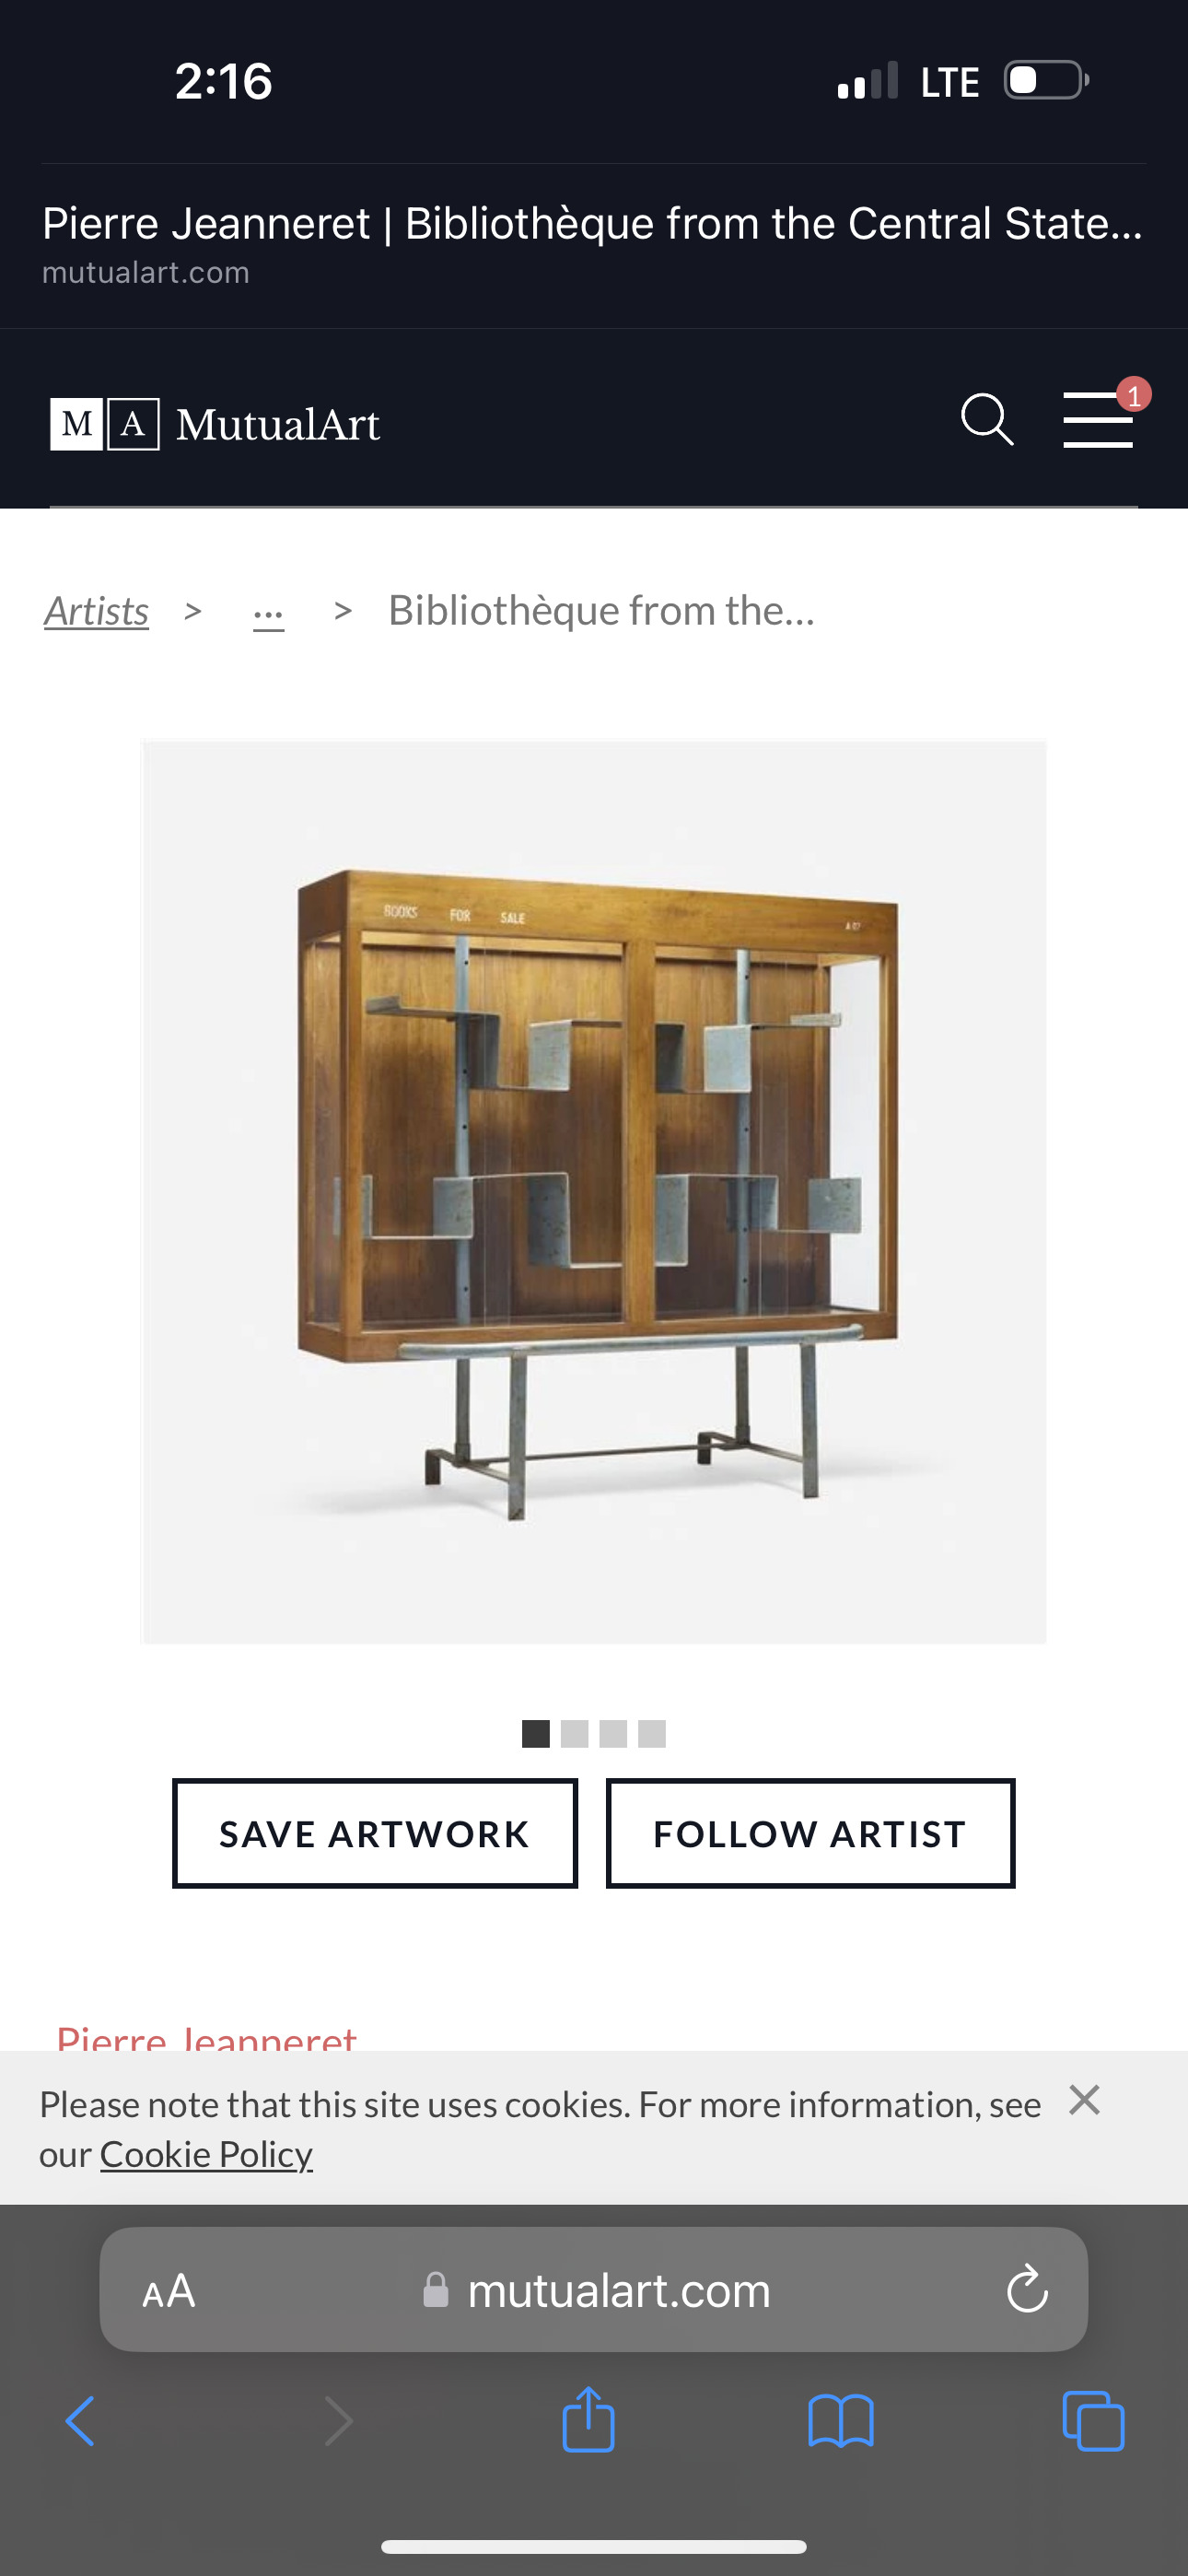 2:16
LTE
Pierre Jeanneret | Bibliothèque from the Central State...
mutualart.com
M A MutualArt
1
Artists > ... > Bibliothèque from the...
BOOKS FOR SALE
SAVE ARTWORK
FOLLOW ARTIST
Pierre Jeanneret
Please note that this site uses cookies. For more information, see
our Cookie Policy
AA
mutualart.com